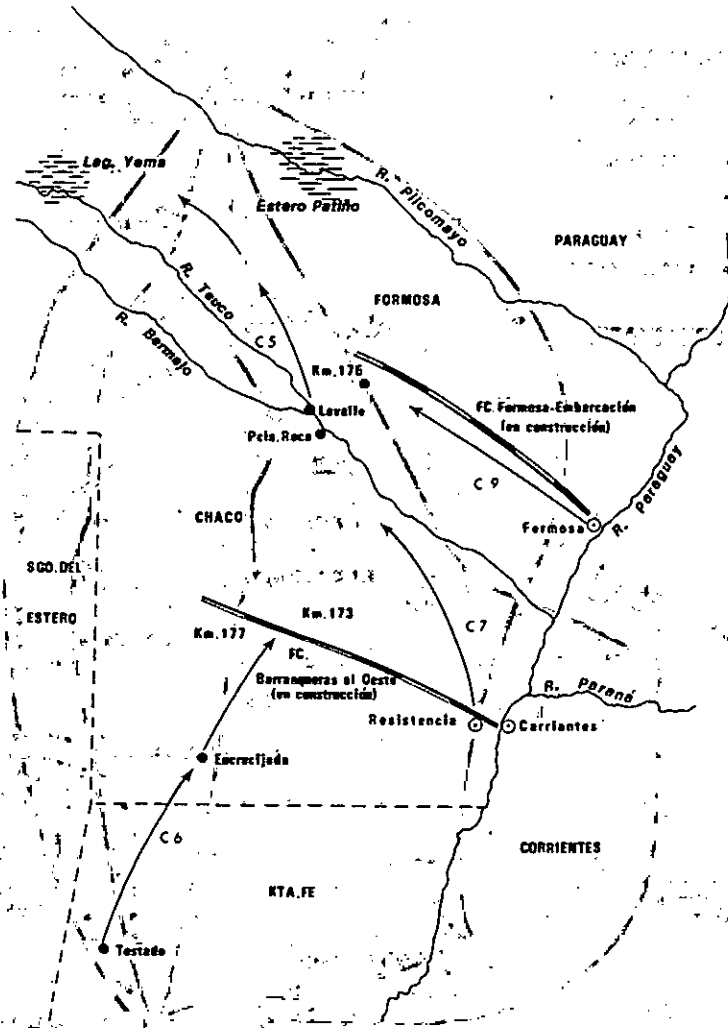 Lag. Yema
Estero Patiño
R. Pilcomayo
PARAGUAY
R. Teuco
FORMOSA
R. Bermejo
C 5
Km. 176
Lavalle
FC. Formosa-Embarcación
(en construcción)
Pcia. Roca
C 9
R. Paraguay
Formosa
CHACO
SGO. DEL
ESTERO
Km. 173
C 7
Km. 177
FC.
Barranqueras al Oeste
(en construcción)
R. Paraná
Resistencia
Carriantes
Encrucijada
C 6
CORRIENTES
KTA. FE
Tostado